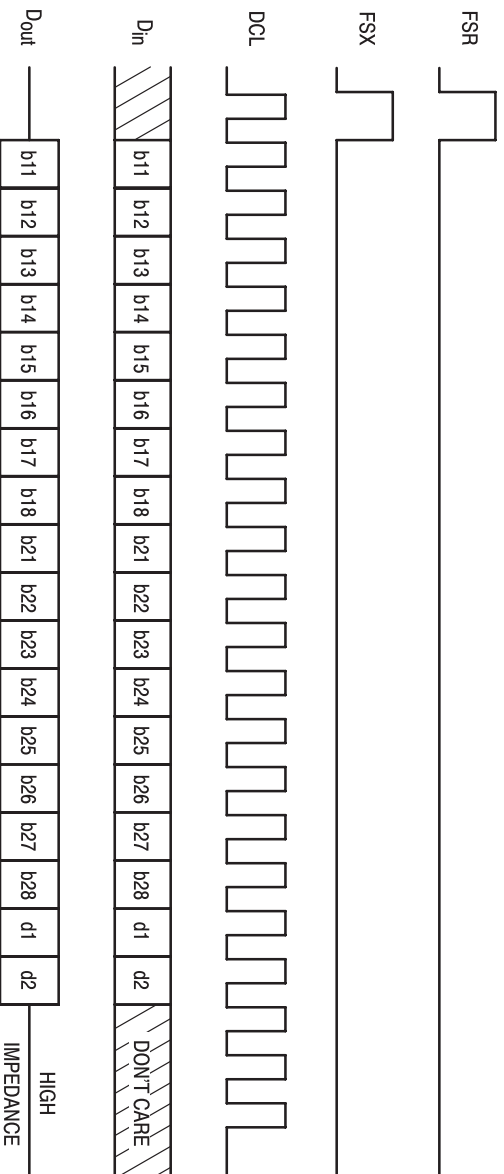 FSR
FSX
DCL
Din b11 b12 b13 b14 b15 b16 b17 b18 b21 b22 b23 b24 b25 b26 b27 b28 d1 d2 DON'T CARE
Dout b11 b12 b13 b14 b15 b16 b17 b18 b21 b22 b23 b24 b25 b26 b27 b28 d1 d2 HIGH
IMPEDANCE